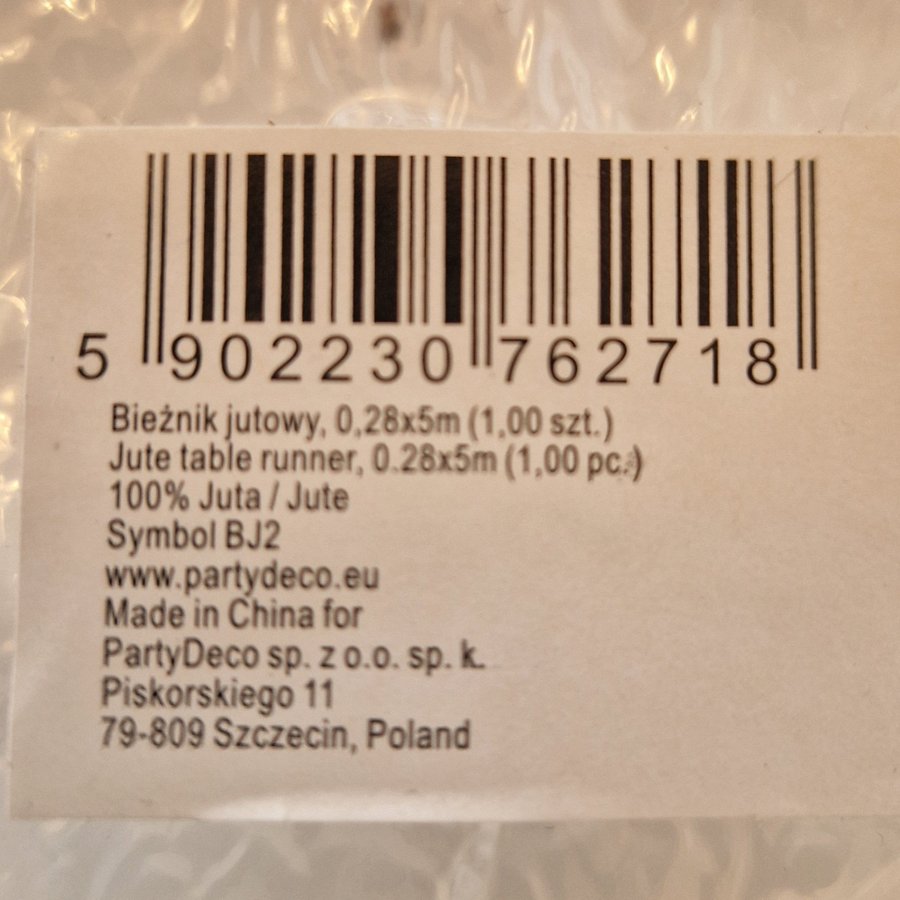 5 902230 762718
Bieżnik jutowy, 0,28x5m (1,00 szt.)
Jute table runner, 0.28x5m (1,00 pc.)
100% Juta / Jute
Symbol BJ2
www.partydeco.eu
Made in China for
PartyDeco sp. z o.o. sp. k.
Piskorskiego 11
79-809 Szczecin, Poland